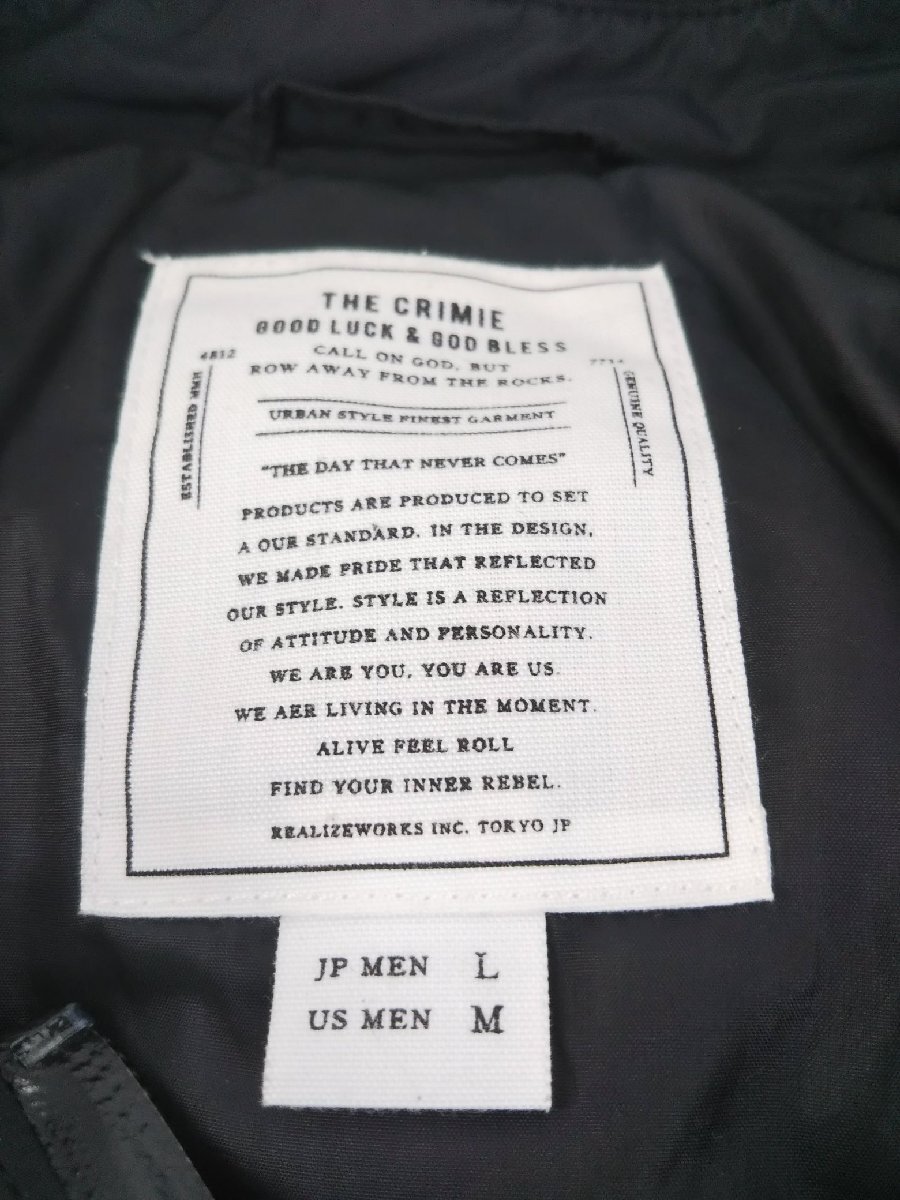 THE CRIMIE
GOOD LUCK & GOD BLESS
4812
CALL ON GOD, BUT
ROW AWAY FROM THE ROCKS.
ESTABLISHED
GENUINE QUALITY
URBAN STYLE FINEST GARMENT
"THE DAY THAT NEVER COMES"
PRODUCTS ARE PRODUCED TO SET
A OUR STANDARD. IN THE DESIGN,
WE MADE PRIDE THAT REFLECTED
OUR STYLE. STYLE IS A REFLECTION
OF ATTITUDE AND PERSONALITY.
WE ARE YOU, YOU ARE US.
WE AER LIVING IN THE MOMENT.
ALIVE FEEL ROLL
FIND YOUR INNER REBEL.
REALIZEWORKS INC. TOKYO JP
JP MEN L
US MEN M